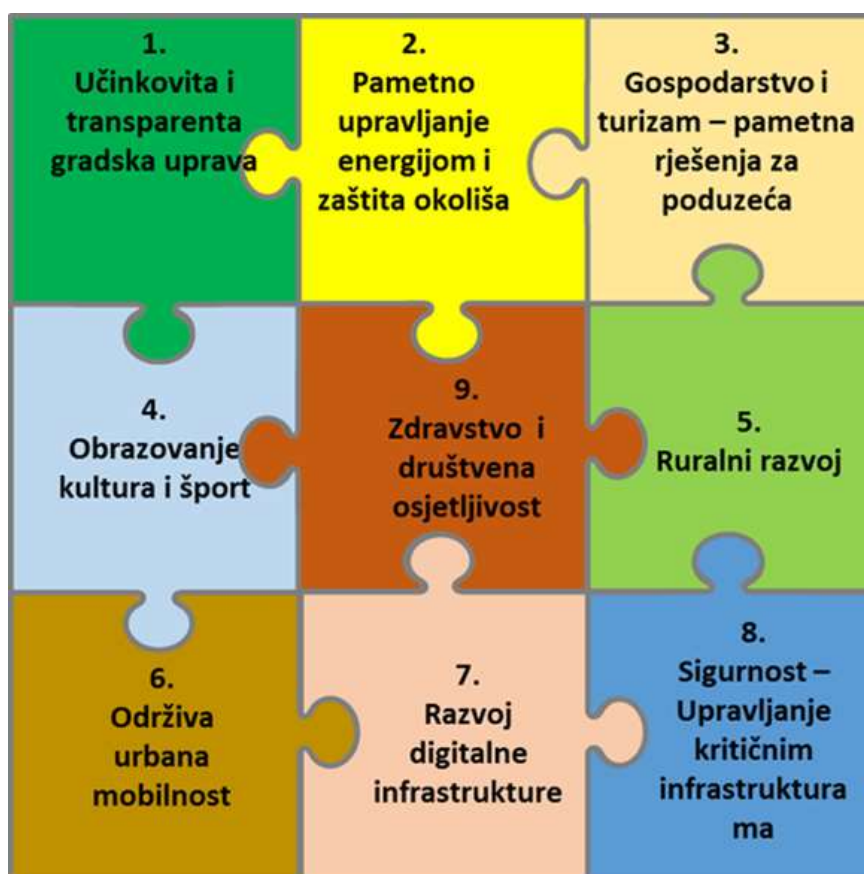 1.
Učinkovita i
transparenta
gradska uprava
2.
Pametno
upravljanje
energijom i
zaštita okoliša
3.
Gospodarstvo i
turizam – pametna
rješenja za
poduzeća
4.
Obrazovanje
kultura i šport
9.
Zdravstvo i
društvena
osjetljivost
5.
Ruralni razvoj
6.
Održiva
urbana
mobilnost
7.
Razvoj
digitalne
infrastrukture
8.
Sigurnost –
Upravljanje
kritičnim
infrastruktura
ma